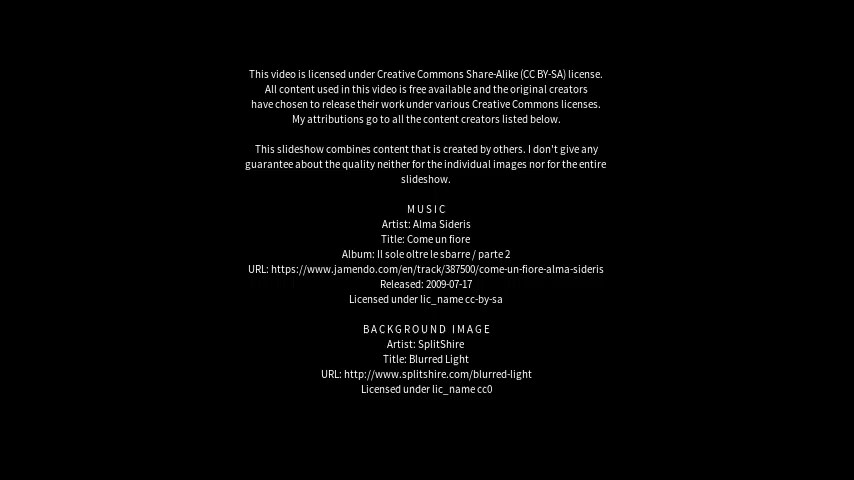 This video is licensed under Creative Commons Share-Alike (CC BY-SA) license.
All content used in this video is free available and the original creators
have chosen to release their work under various Creative Commons licenses.
My attributions go to all the content creators listed below.
This slideshow combines content that is created by others. I don't give any
guarantee about the quality neither for the individual images nor for the entire
slideshow.
MUSIC
Artist: Alma Sideris
Title: Come un fiore
Album: Il sole oltre le sbarre / parte 2
URL: https://www.jamendo.com/en/track/387500/come-un-fiore-alma-sideris
Released: 2009-07-17
Licensed under lic_name cc-by-sa
BACKGROUND IMAGE
Artist: SplitShire
Title: Blurred Light
URL: http://www.splitshire.com/blurred-light
Licensed under lic_name cc0